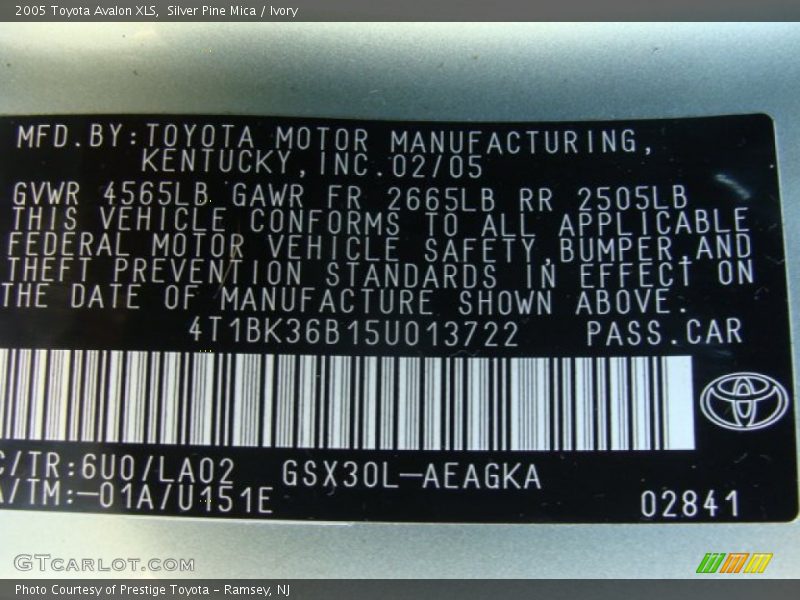 2005 Toyota Avalon XLS,  Silver Pine Mica / Ivory
MFD.BY:TOYOTA MOTOR MANUFACTURING,
KENTUCKY,INC.02/05
GVWR 4565LB GAWR FR 2665LB RR 2505LB
THIS VEHICLE CONFORMS TO ALL APPLICABLE
FEDERAL MOTOR VEHICLE SAFETY,BUMPER,AND
THEFT PREVENTION STANDARDS IN EFFECT ON
THE DATE OF MANUFACTURE SHOWN ABOVE.
4T1BK36B15U013722 PASS.CAR
C/TR:6U0/LA02 GSX30L-AEAGKA
A/TM:-01A/U151E
02841
GTCARLOT.COM
Photo Courtesy of Prestige Toyota - Ramsey, NJ